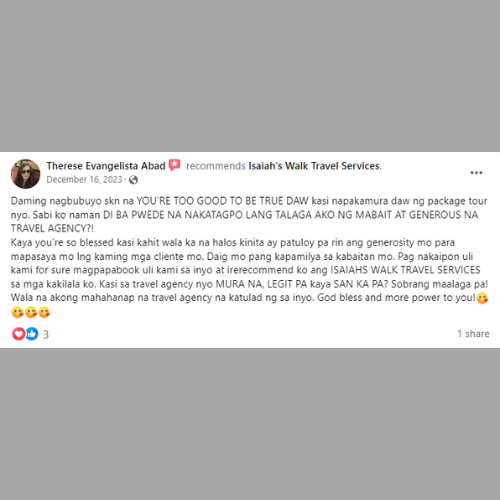 Therese Evangelista Abad recommends Isaiah's Walk Travel Services.
December 16, 2023 ·
Daming nagbubuyo skn na YOU'RE TOO GOOD TO BE TRUE DAW kasi napakamura daw ng package tour
nyo. Sabi ko naman DI BA PWEDE NA NAKATAGPO LANG TALAGA AKO NG MABAIT AT GENEROUS NA
TRAVEL AGENCY?!
Kaya you're so blessed kasi kahit wala ka na halos kinita ay patuloy pa rin ang generosity mo para
mapasaya mo lng kaming mga cliente mo. Daig mo pang kapamilya sa kabaitan mo. Pag nakaipon uli
kami for sure magpapabook uli kami sa inyo at irerecommend ko ang ISAIAHS WALK TRAVEL SERVICES
sa mga kakilala ko. Kasi sa travel agency nyo MURA NA, LEGIT PA kaya SAN KA PA? Sobrang maalaga pa!
Wala na akong mahahanap na travel agency na katulad ng sa inyo. God bless and more power to you!😘
😘😘😘
3
1 share